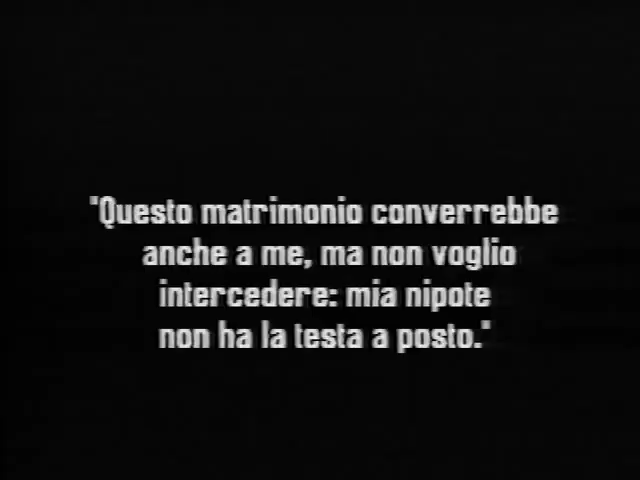 "Questo matrimonio converrebbe
anche a me, ma non voglio
intercedere: mia nipote
non ha la testa a posto."